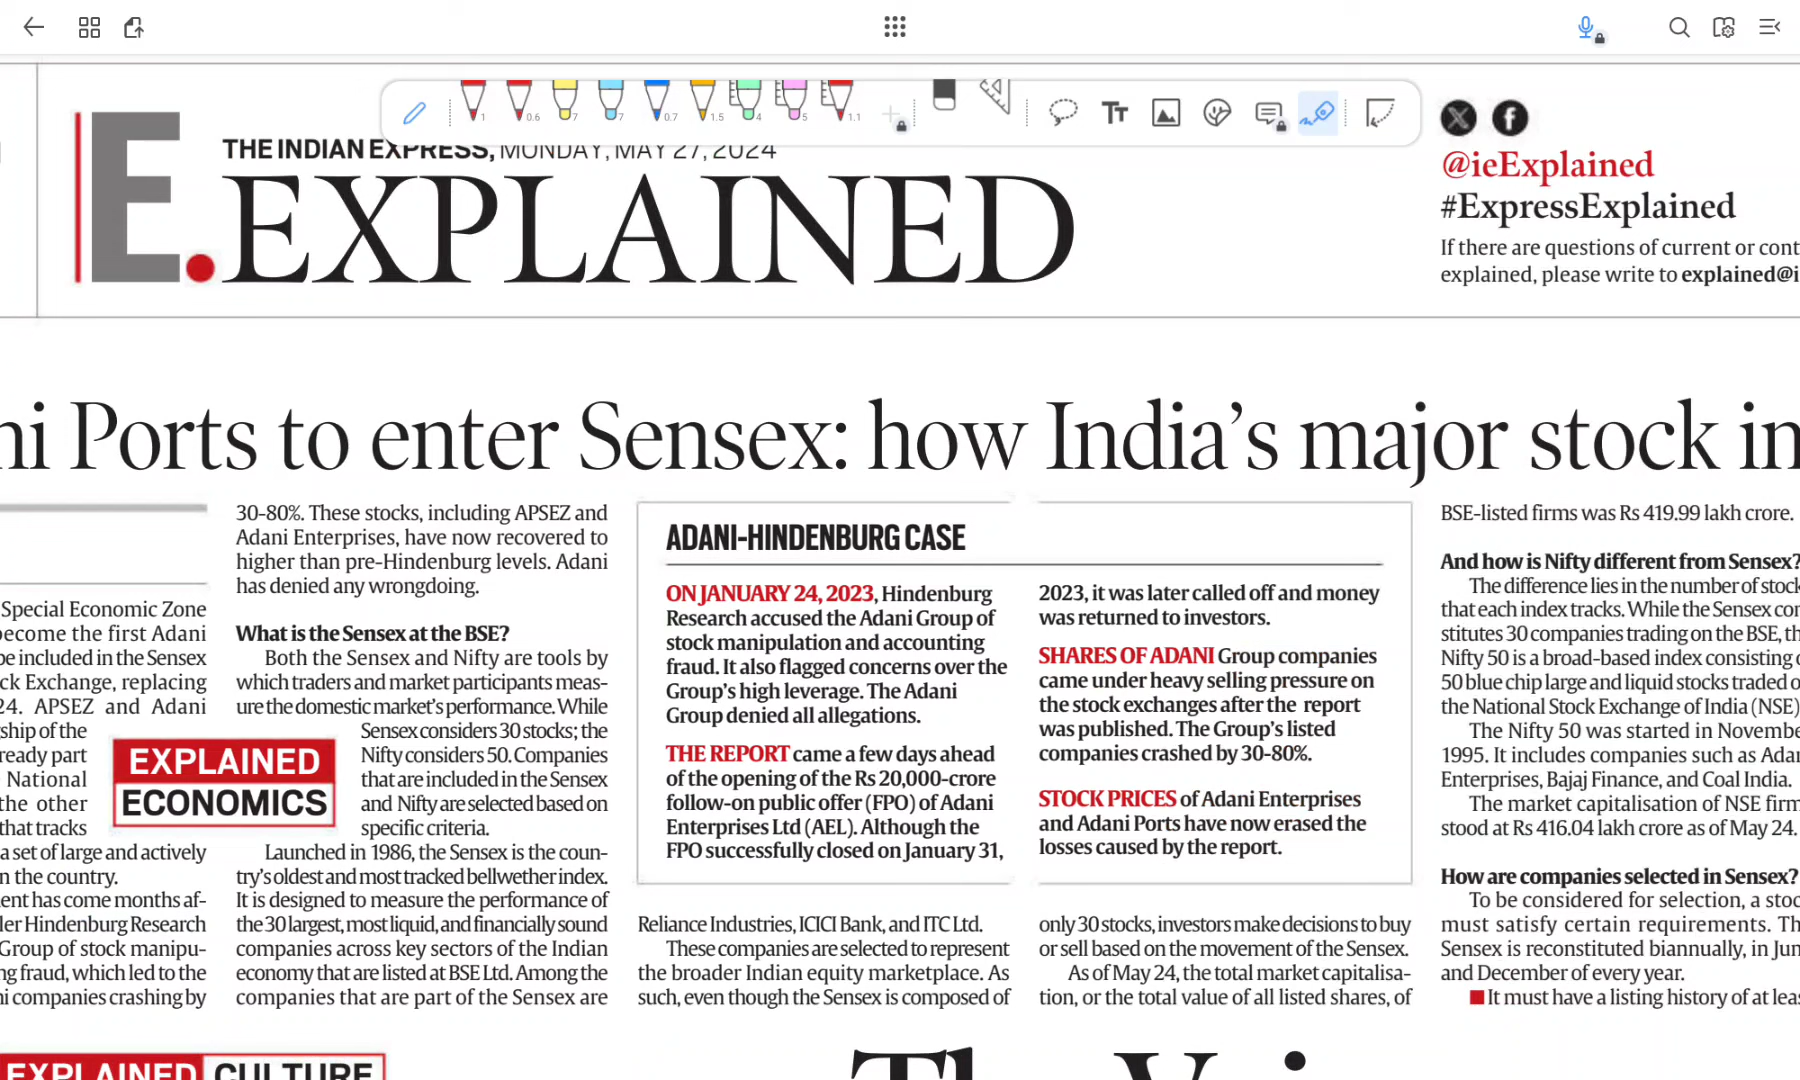 1
0.6
7
7
0.7
1.5
4
5
1.1
Tт
THE INDIAN EXPRESS, MONDAY, MAY 27, 2024
E.EXPLAINED
@ieExplained
#ExpressExplained
If there are questions of current or cont
explained, please write to explained@i
ni Ports to enter Sensex: how India's major stock in
Special Economic Zone
become the first Adani
be included in the Sensex
ck Exchange, replacing
24. APSEZ and Adani
ship of the
ready part
National
the other
that tracks
a set of large and actively
n the country.
ent has come months af-
ler Hindenburg Research
Group of stock manipu-
ng fraud, which led to the
ni companies crashing by
EXPLAINED
ECONOMICS
30-80%. These stocks, including APSEZ and
Adani Enterprises, have now recovered to
higher than pre-Hindenburg levels. Adani
has denied any wrongdoing.
What is the Sensex at the BSE?
Both the Sensex and Nifty are tools by
which traders and market participants meas-
ure the domestic market's performance. While
Sensex considers 30 stocks; the
Nifty considers 50. Companies
that are included in the Sensex
and Nifty are selected based on
specific criteria.
Launched in 1986, the Sensex is the coun-
try's oldest and most tracked bellwether index.
It is designed to measure the performance of
the 30 largest, most liquid, and financially sound
companies across key sectors of the Indian
economy that are listed at BSE Ltd. Among the
companies that are part of the Sensex are
ADANI-HINDENBURG CASE
ON JANUARY 24, 2023, Hindenburg
Research accused the Adani Group of
stock manipulation and accounting
fraud. It also flagged concerns over the
Group's high leverage. The Adani
Group denied all allegations.
THE REPORT came a few days ahead
of the opening of the Rs 20,000-crore
follow-on public offer (FPO) of Adani
Enterprises Ltd (AEL). Although the
FPO successfully closed on January 31,
2023, it was later called off and money
was returned to investors.
SHARES OF ADANI Group companies
came under heavy selling pressure on
the stock exchanges after the report
was published. The Group's listed
companies crashed by 30-80%.
STOCK PRICES of Adani Enterprises
and Adani Ports have now erased the
losses caused by the report.
Reliance Industries, ICICI Bank, and ITC Ltd.
These companies are selected to represent
the broader Indian equity marketplace. As
such, even though the Sensex is composed of
only 30 stocks, investors make decisions to buy
or sell based on the movement of the Sensex.
As of May 24, the total market capitalisa-
tion, or the total value of all listed shares, of
BSE-listed firms was Rs 419.99 lakh crore.
And how is Nifty different from Sensex?
The difference lies in the number of stock
that each index tracks. While the Sensex con
stitutes 30 companies trading on the BSE, th
Nifty 50 is a broad-based index consisting o
50 blue chip large and liquid stocks traded o
the National Stock Exchange of India (NSE)
The Nifty 50 was started in Novembe
1995. It includes companies such as Adan
Enterprises, Bajaj Finance, and Coal India.
The market capitalisation of NSE firm
stood at Rs 416.04 lakh crore as of May 24.
How are companies selected in Sensex?
To be considered for selection, a stoc
must satisfy certain requirements. Th
Sensex is reconstituted biannually, in Jun
and December of every year.
It must have a listing history of at leas
EXPLAINED CULTURE